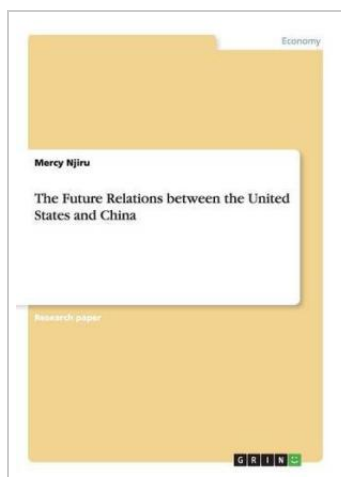 Economy
Mercy Njiru
The Future Relations between the United
States and China
Research paper
GRIN